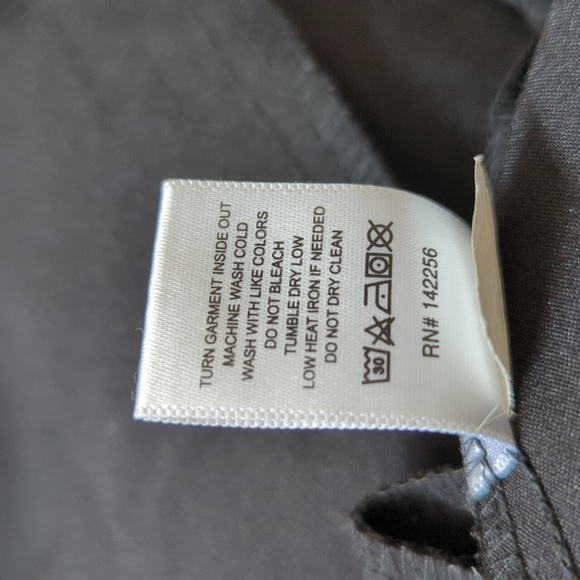 TURN GARMENT INSIDE OUT
MACHINE WASH COLD
WASH WITH LIKE COLORS
DO NOT BLEACH
TUMBLE DRY LOW
LOW HEAT IRON IF NEEDED
DO NOT DRY CLEAN
30
RN# 142256